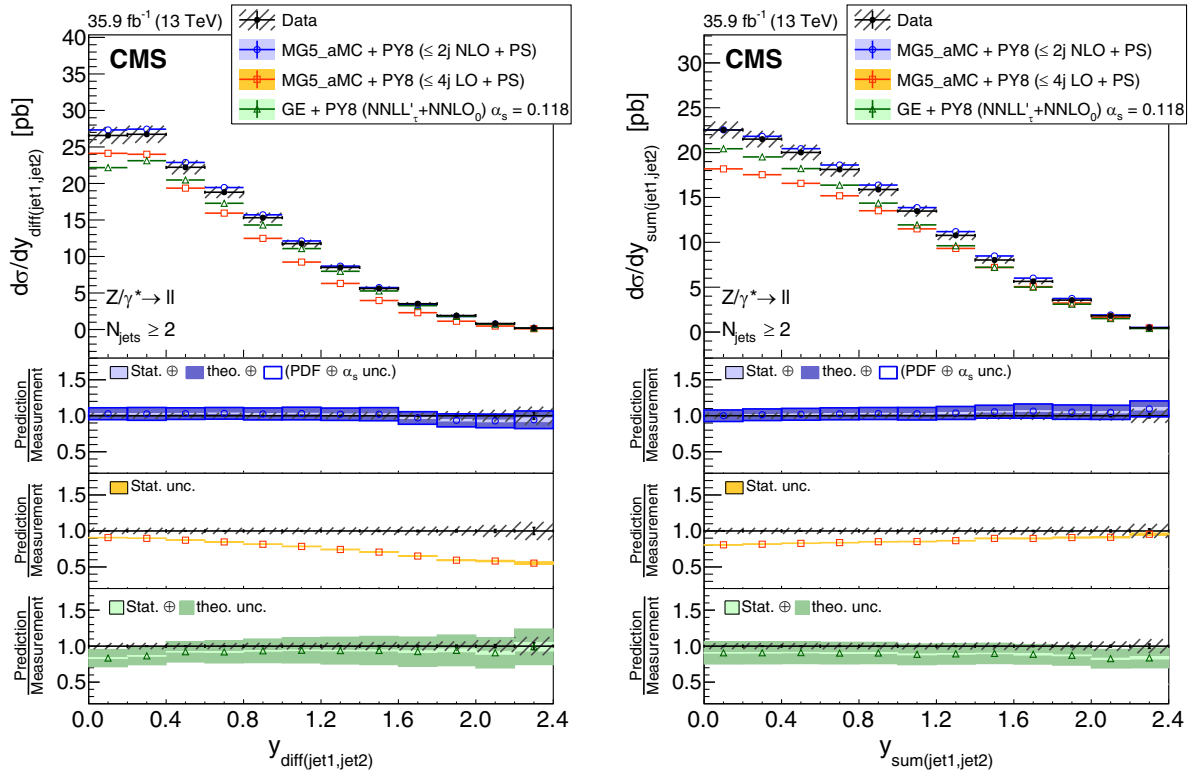 35.9 fb⁻¹ (13 TeV)
Data
MG5_aMC + PY8 (≤ 2j NLO + PS)
MG5_aMC + PY8 (≤ 4j LO + PS)
GE + PY8 (NNLL'τ+NNLO₀) αs = 0.118
CMS
dσ/dy diff(jet1,jet2) [pb]
40
35
30
25
20
15
10
5
0
Z/γ* → ll
N jets ≥ 2
Prediction
Measurement
1.5
1.0
0.5
Stat. ⊕ theo. ⊕ (PDF ⊕ αs unc.)
Prediction
Measurement
1.5
1.0
0.5
Stat. unc.
Prediction
Measurement
1.5
1.0
0.5
Stat. ⊕ theo. unc.
0.0 0.4 0.8 1.2 1.6 2.0 2.4
y diff(jet1,jet2)
35.9 fb⁻¹ (13 TeV)
Data
MG5_aMC + PY8 (≤ 2j NLO + PS)
MG5_aMC + PY8 (≤ 4j LO + PS)
GE + PY8 (NNLL'τ+NNLO₀) αs = 0.118
CMS
dσ/dy sum(jet1,jet2) [pb]
30
25
20
15
10
5
0
Z/γ* → ll
N jets ≥ 2
Prediction
Measurement
1.5
1.0
0.5
Stat. ⊕ theo. ⊕ (PDF ⊕ αs unc.)
Prediction
Measurement
1.5
1.0
0.5
Stat. unc.
Prediction
Measurement
1.5
1.0
0.5
Stat. ⊕ theo. unc.
0.0 0.4 0.8 1.2 1.6 2.0 2.4
y sum(jet1,jet2)